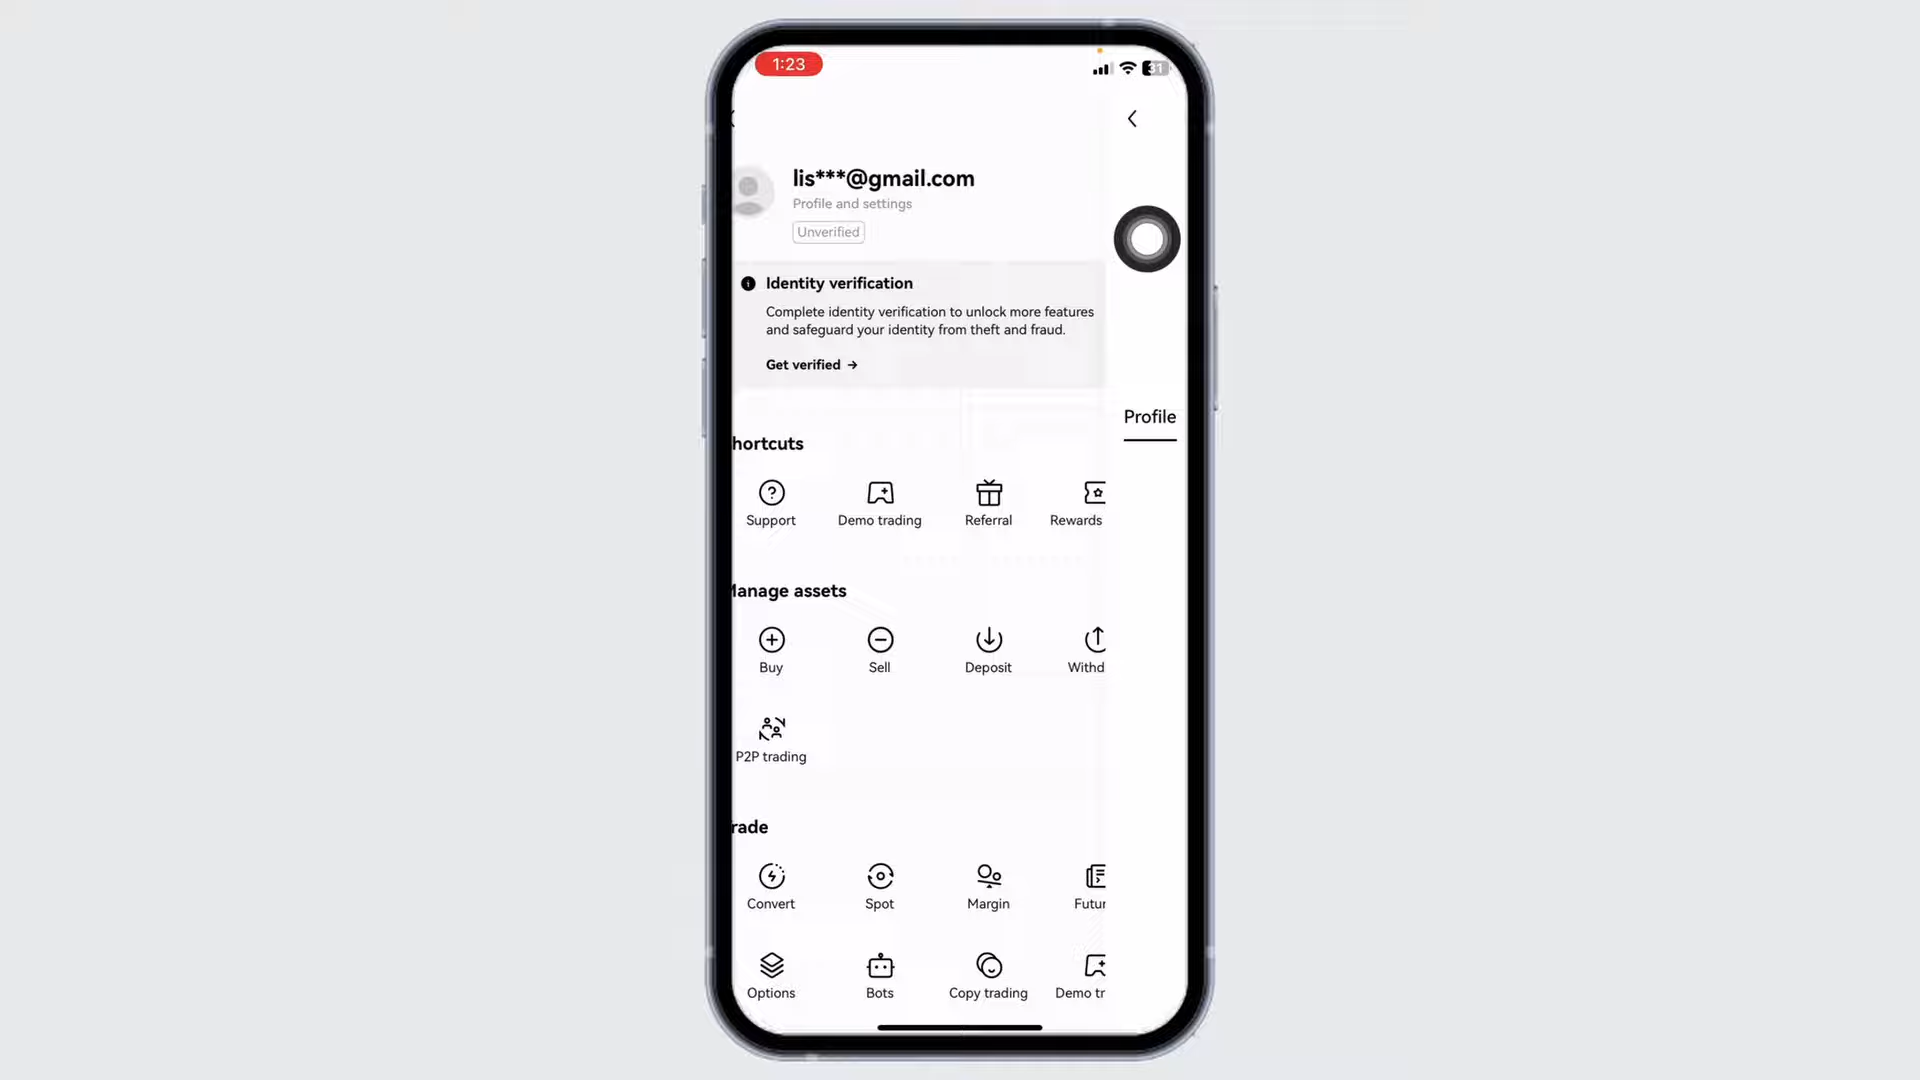 1:23
31
lis***@gmail.com
Profile and settings
Unverified
Identity verification
Complete identity verification to unlock more features
and safeguard your identity from theft and fraud.
Get verified →
Profile
hortcuts
Support Demo trading Referral Rewards
Manage assets
Buy Sell Deposit Withd
P2P trading
rade
Convert Spot Margin Futur
Options Bots Copy trading Demo tr